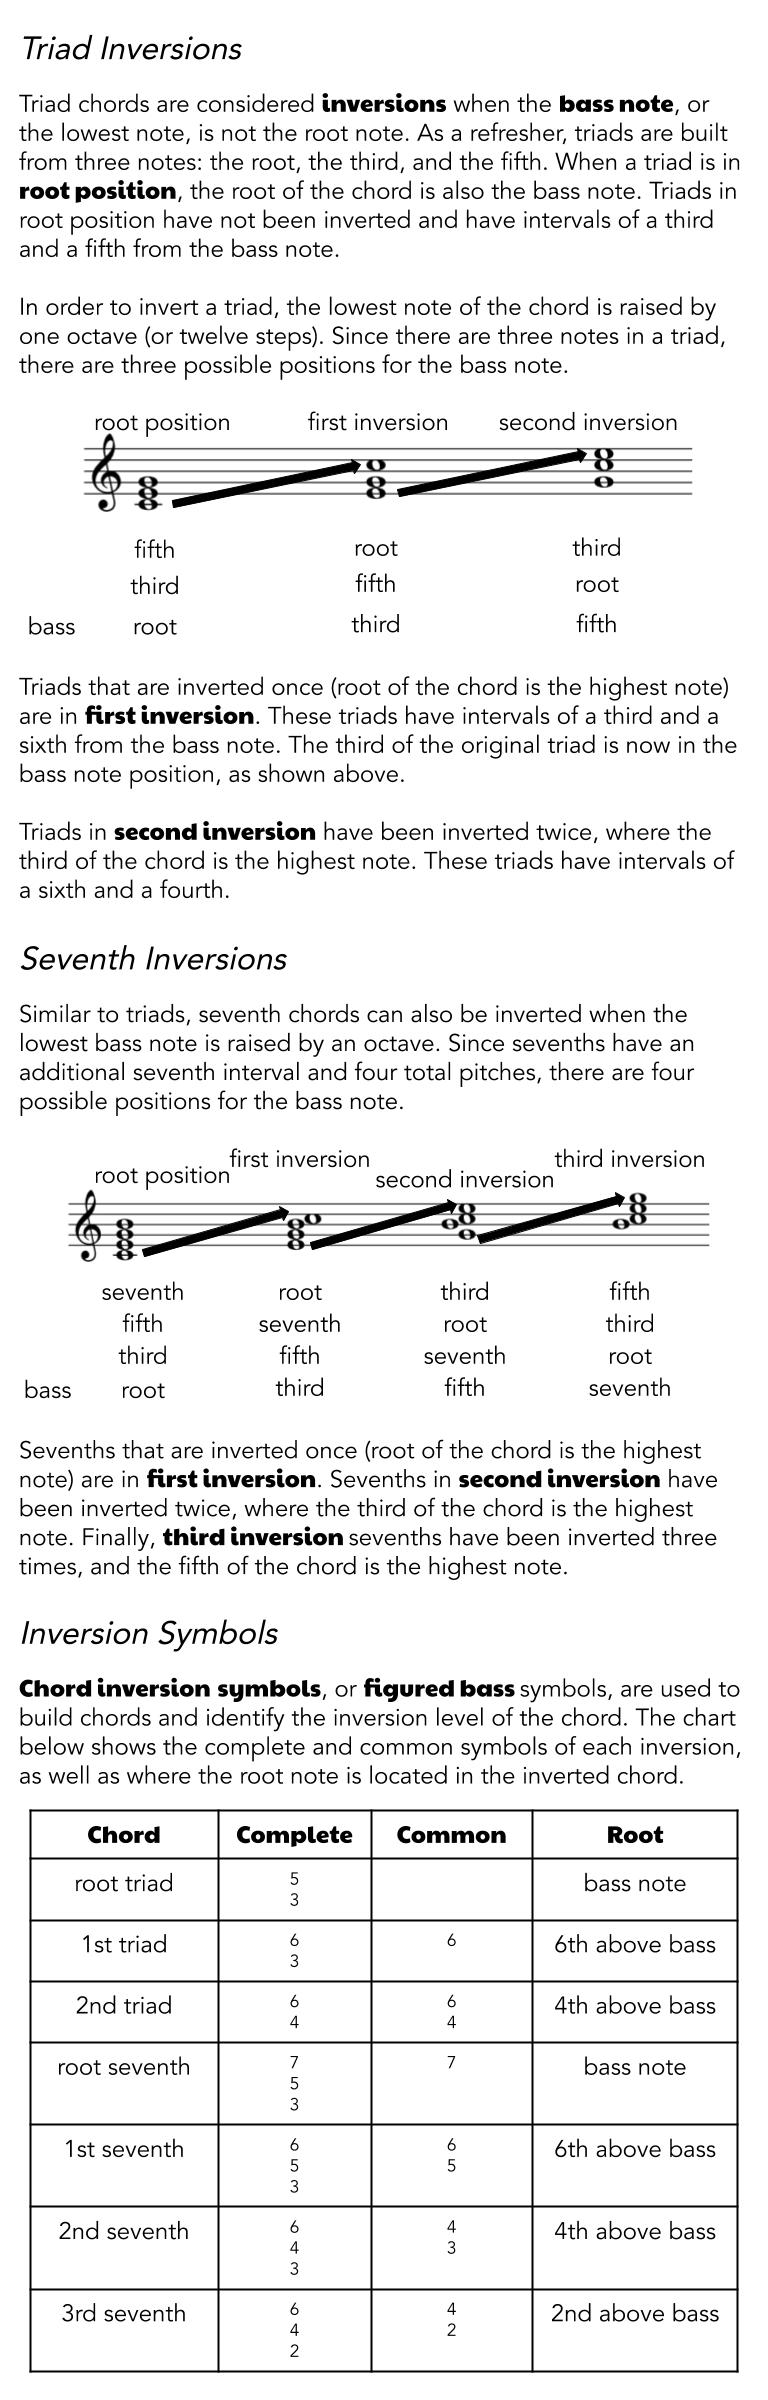 Triad Inversions
Triad chords are considered inversions when the bass note, or
the lowest note, is not the root note. As a refresher, triads are built
from three notes: the root, the third, and the fifth. When a triad is in
root position, the root of the chord is also the bass note. Triads in
root position have not been inverted and have intervals of a third
and a fifth from the bass note.
In order to invert a triad, the lowest note of the chord is raised by
one octave (or twelve steps). Since there are three notes in a triad,
there are three possible positions for the bass note.
root position first inversion second inversion
fifth root third
third fifth root
bass root third fifth
Triads that are inverted once (root of the chord is the highest note)
are in first inversion. These triads have intervals of a third and a
sixth from the bass note. The third of the original triad is now in the
bass note position, as shown above.
Triads in second inversion have been inverted twice, where the
third of the chord is the highest note. These triads have intervals of
a sixth and a fourth.
Seventh Inversions
Similar to triads, seventh chords can also be inverted when the
lowest bass note is raised by an octave. Since sevenths have an
additional seventh interval and four total pitches, there are four
possible positions for the bass note.
root position first inversion second inversion third inversion
seventh root third fifth
fifth seventh root third
third fifth seventh root
bass root third fifth seventh
Sevenths that are inverted once (root of the chord is the highest
note) are in first inversion. Sevenths in second inversion have
been inverted twice, where the third of the chord is the highest
note. Finally, third inversion sevenths have been inverted three
times, and the fifth of the chord is the highest note.
Inversion Symbols
Chord inversion symbols, or figured bass symbols, are used to
build chords and identify the inversion level of the chord. The chart
below shows the complete and common symbols of each inversion,
as well as where the root note is located in the inverted chord.
Chord Complete Common Root
root triad 5 bass note
3
1st triad 6 6 6th above bass
3
2nd triad 6 6 4th above bass
4 4
root seventh 7 7 bass note
5
3
1st seventh 6 6 6th above bass
5 5
3
2nd seventh 6 4 4th above bass
4 3
3
3rd seventh 6 4 2nd above bass
4 2
2